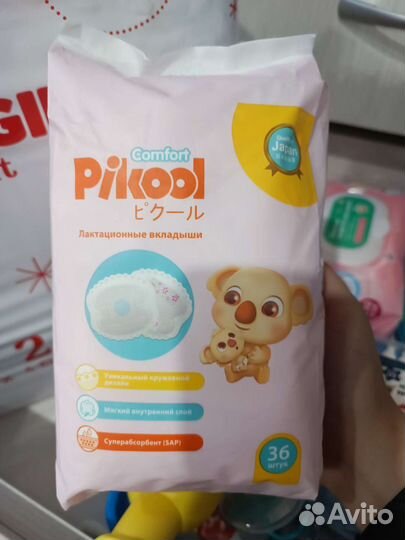 Comfort
Pikool
ピクール
Лактационные вкладыши
Japan
Уникальный кружевной
дизайн
Мягкий внутренний слой
Суперабсорбент (SAP)
36
штук
Avito